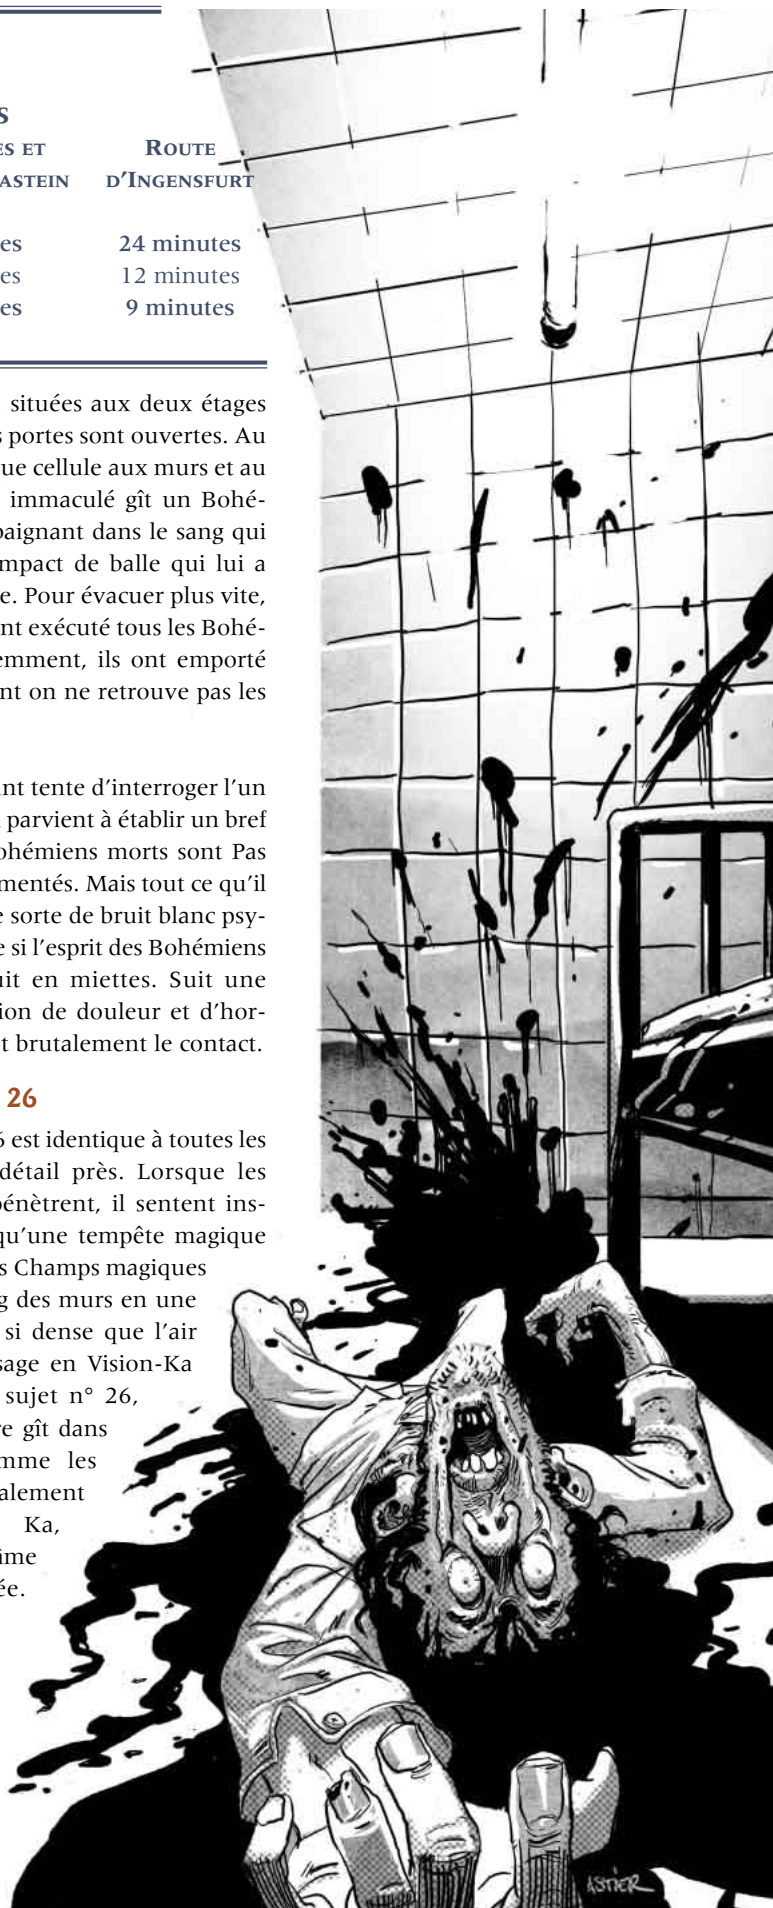 S
ES ET
ROUTE
ASTEIN
D'INGENSFURT
es
24 minutes
es
12 minutes
es
9 minutes
situées aux deux étages
s portes sont ouvertes. Au
ue cellule aux murs et au
immaculé gît un Bohé-
baignant dans le sang qui
mpact de balle qui lui a
e. Pour évacuer plus vite,
nt exécuté tous les Bohé-
emment, ils ont emporté
nt on ne retrouve pas les
nt tente d'interroger l'un
parvient à établir un bref
ohémiens morts sont Pas
mentés. Mais tout ce qu'il
e sorte de bruit blanc psy-
e si l'esprit des Bohémiens
uit en miettes. Suit une
ion de douleur et d'hor-
t brutalement le contact.
26
6 est identique à toutes les
détail près. Lorsque les
pénètrent, il sentent ins-
qu'une tempête magique
s Champs magiques
g des murs en une
si dense que l'air
sage en Vision-Ka
sujet n° 26,
re gît dans
mme les
alement
Ka,
ime
ée.
ASTIER